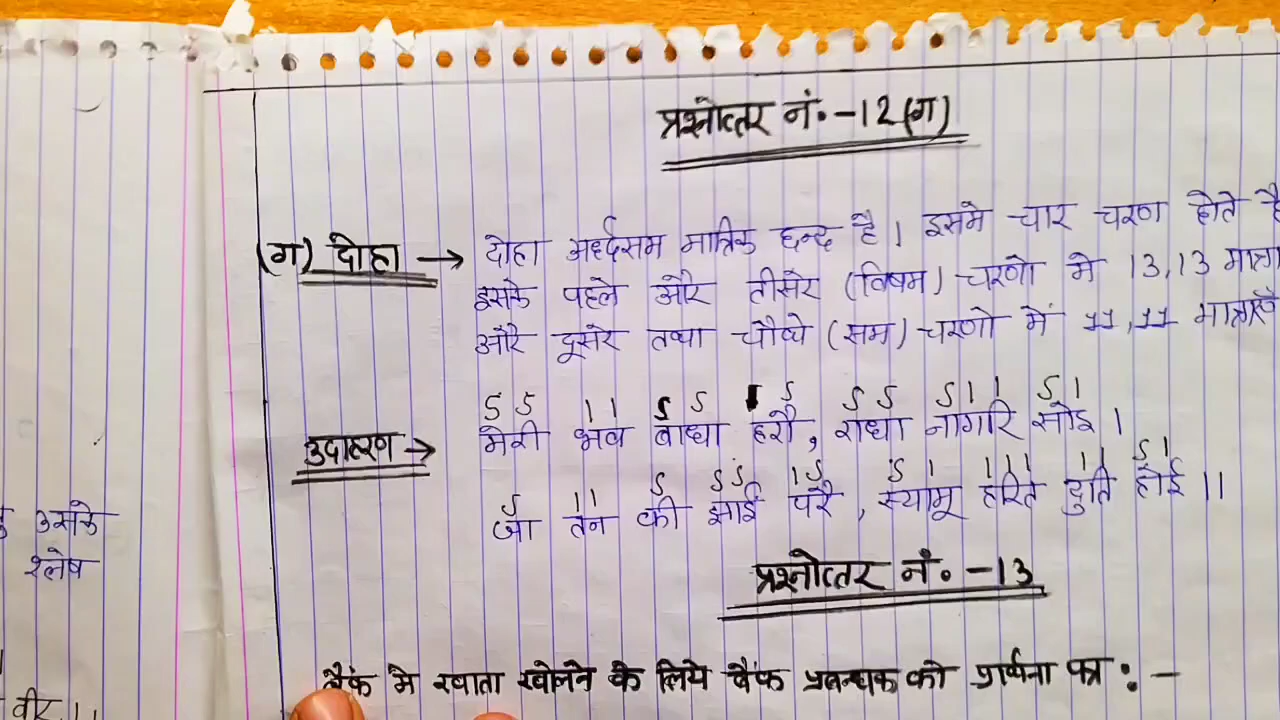 प्रश्नोत्तर नं॰ -12(ग)
(ग) दोहा → दोहा अर्ध्दसम मात्रिक छन्द है। इसमे चार चरण होते है
इसके पहले और तीसरे (विषम) चरणो मे 13,13 मात्रा
और दूसरे तथा चौथे (सम) चरणो में 11,11 मात्राएँ
S S I I S S I S S S S I I S I
उदाहरण → मेरी भव बाधा हरौ, राधा नागरि सोइ।
S I I S S S I S S I I I I I I S I
जा तन की झाई परै, स्यामु हरित दुति होई।।
प्रश्नोत्तर नं॰ -13
बैंक मे खाता खोलने के लिये बैंक प्रबन्धक को प्रार्थना पत्र : -
उसके
श्लेष
वीर।।